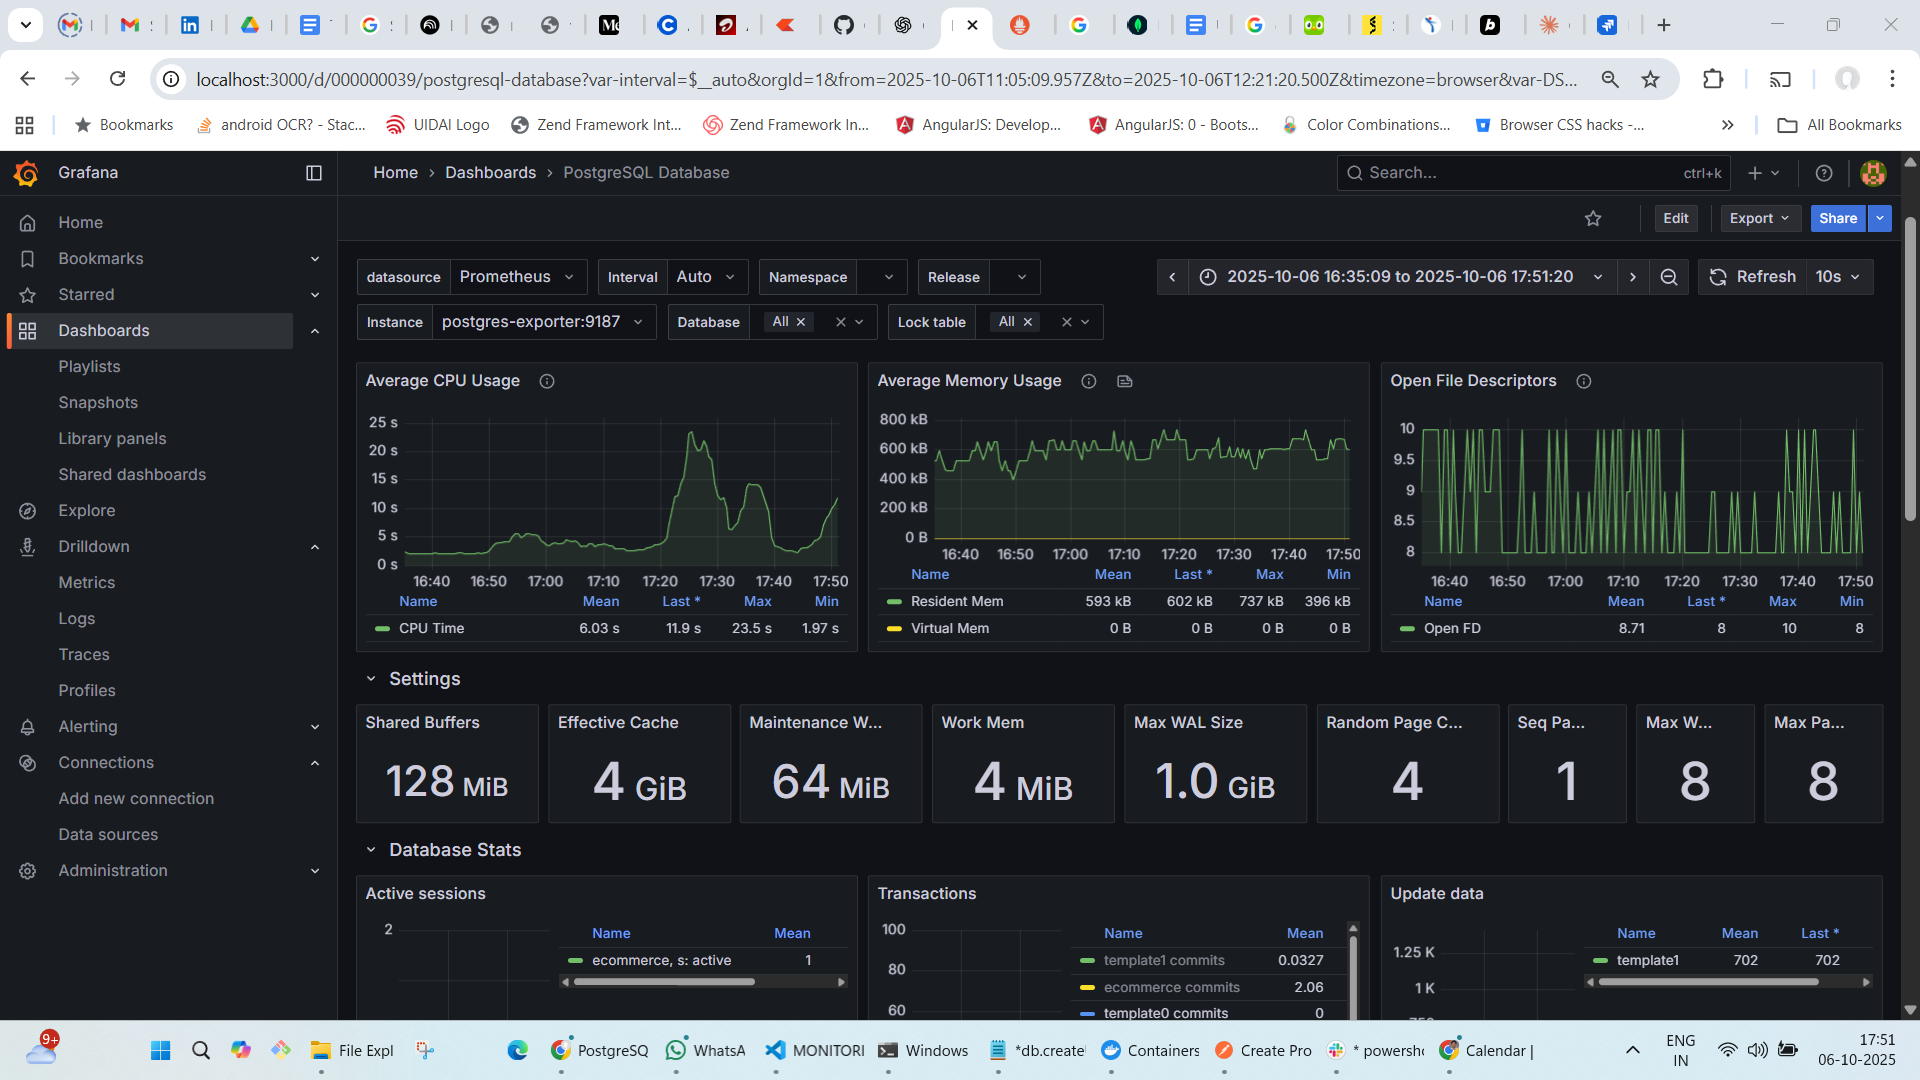 localhost:3000/d/000000039/postgresql-database?var-interval=$__auto&orgId=1&from=2025-10-06T11:05:09.957Z&to=2025-10-06T12:21:20.500Z&timezone=browser&var-DS...
Bookmarks android OCR? - Stac... UIDAI Logo Zend Framework Int... Zend Framework In... AngularJS: Develop... AngularJS: 0 - Boots... Color Combinations... Browser CSS hacks -... » All Bookmarks
Grafana
Home › Dashboards › PostgreSQL Database
Search... ctrl+k
Edit Export Share
Home
Bookmarks
Starred
Dashboards
Playlists
Snapshots
Library panels
Shared dashboards
Explore
Drilldown
Metrics
Logs
Traces
Profiles
Alerting
Connections
Add new connection
Data sources
Administration
datasource Prometheus Interval Auto Namespace Release
2025-10-06 16:35:09 to 2025-10-06 17:51:20 Refresh 10s
Instance postgres-exporter:9187 Database All Lock table All
Average CPU Usage
25 s
20 s
15 s
10 s
5 s
0 s
16:40 16:50 17:00 17:10 17:20 17:30 17:40 17:50
Name Mean Last * Max Min
CPU Time 6.03 s 11.9 s 23.5 s 1.97 s
Average Memory Usage
800 kB
600 kB
400 kB
200 kB
0 B
16:40 16:50 17:00 17:10 17:20 17:30 17:40 17:50
Name Mean Last * Max Min
Resident Mem 593 kB 602 kB 737 kB 396 kB
Virtual Mem 0 B 0 B 0 B 0 B
Open File Descriptors
10
9.5
9
8.5
8
16:40 16:50 17:00 17:10 17:20 17:30 17:40 17:50
Name Mean Last * Max Min
Open FD 8.71 8 10 8
Settings
Shared Buffers
128 MiB
Effective Cache
4 GiB
Maintenance W...
64 MiB
Work Mem
4 MiB
Max WAL Size
1.0 GiB
Random Page C...
4
Seq Pa...
1
Max W...
8
Max Pa...
8
Database Stats
Active sessions
2
Name Mean
ecommerce, s: active 1
Transactions
100
80
60
Name Mean
template1 commits 0.0327
ecommerce commits 2.06
template0 commits 0
Update data
1.25 K
1 K
Name Mean Last *
template1 702 702
9+ File Expl PostgreSQ WhatsA MONITORI Windows *db.create Containers Create Pro * powersh Calendar |
ENG
IN
17:51
06-10-2025